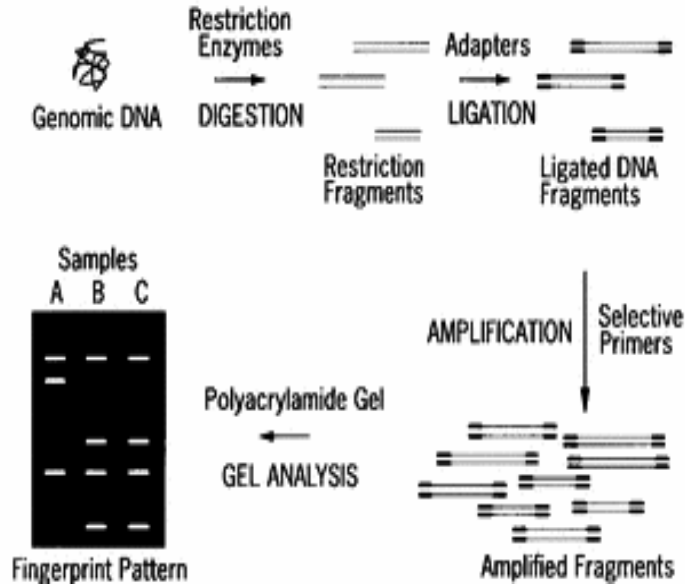 Restriction
Enzymes
Adapters
Genomic DNA
DIGESTION
LIGATION
Restriction
Fragments
Ligated DNA
Fragments
AMPLIFICATION
Selective
Primers
Amplified Fragments
Polyacrylamide Gel
GEL ANALYSIS
Samples
A B C
Fingerprint Pattern